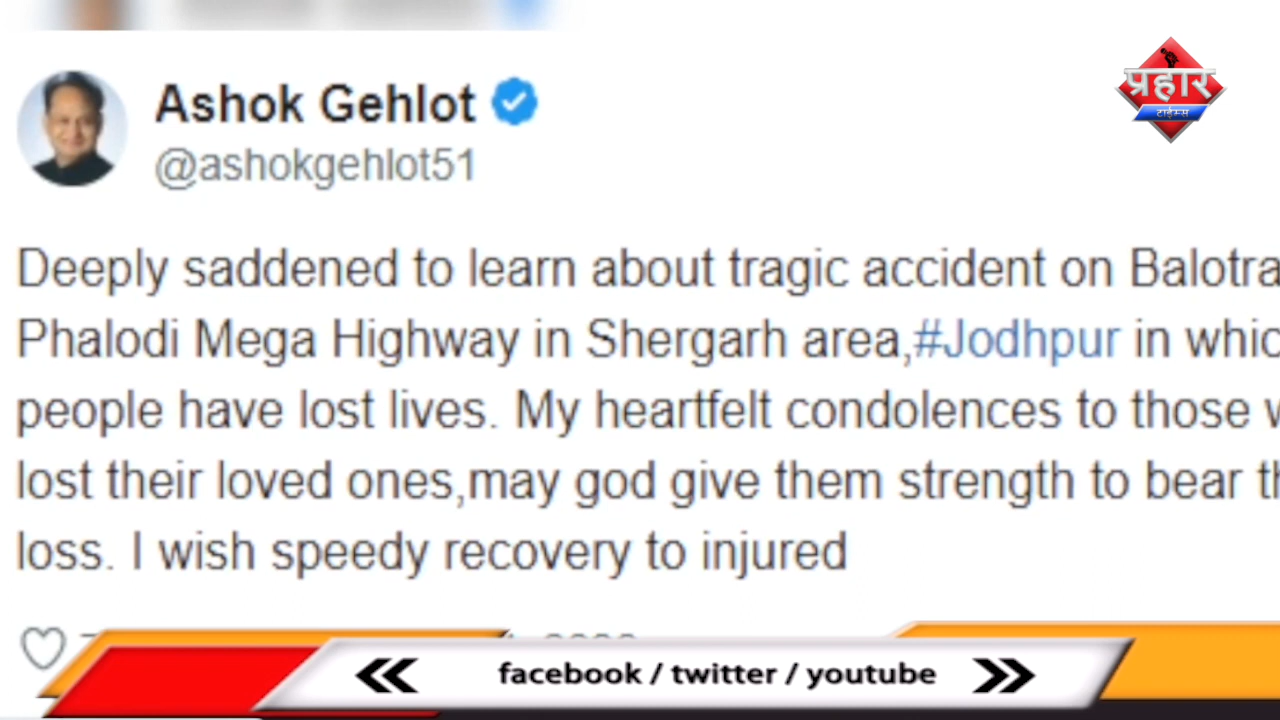 Ashok Gehlot
प्रहार
टाईम्स
@ashokgehlot51
Deeply saddened to learn about tragic accident on Balotra
Phalodi Mega Highway in Shergarh area,#Jodhpur in whic
people have lost lives. My heartfelt condolences to those w
lost their loved ones,may god give them strength to bear th
loss. I wish speedy recovery to injured
facebook / twitter / youtube